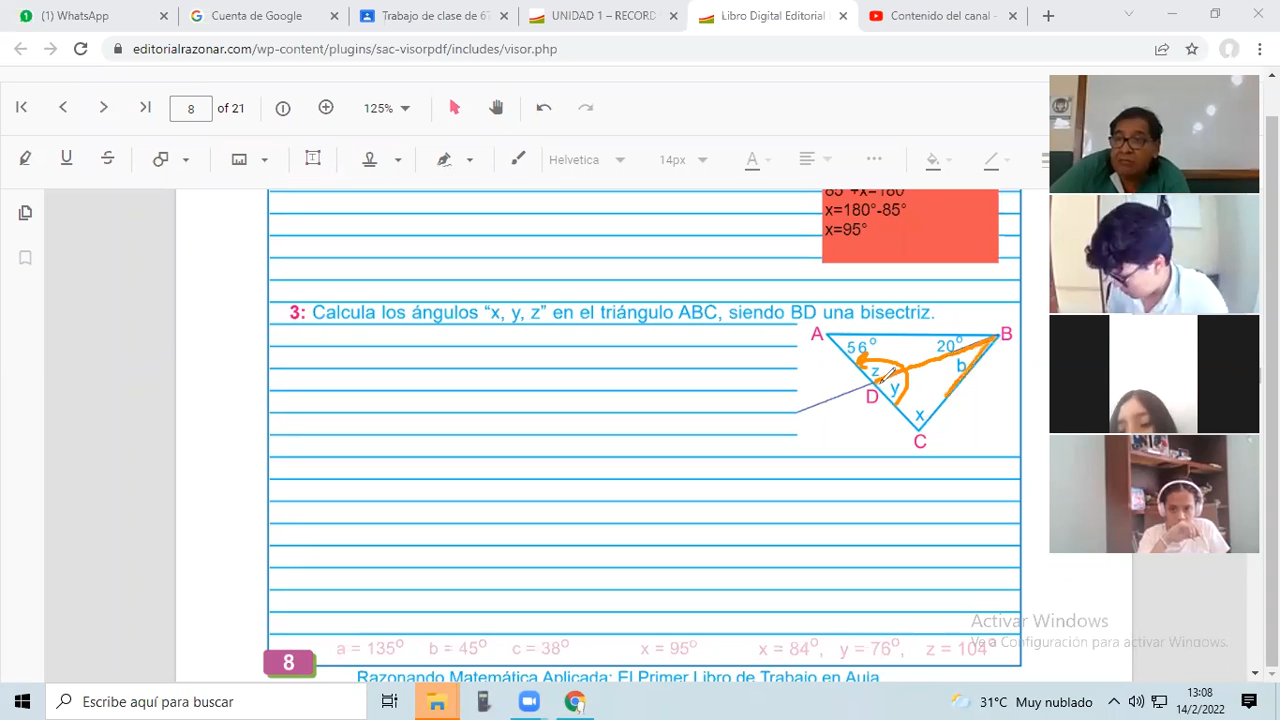 (1) WhatsApp
Cuenta de Google
Trabajo de clase de 6T
UNIDAD 1 – RECORD
Libro Digital Editorial
Contenido del canal -
editorialrazonar.com/wp-content/plugins/sac-visorpdf/includes/visor.php
8 of 21
125%
Helvetica
14px
A
85°+x=180°
x=180°-85°
x=95°
3: Calcula los ángulos “x, y, z” en el triángulo ABC, siendo BD una bisectriz.
A
B
56°
20°
z
b
D
y
x
C
Activar Windows
Ve a Configuración para activar Windows.
a = 135° b = 45° c = 38° x = 95° x = 84°, y = 76°, z = 104°
8
Razonando Matemática Aplicada: El Primer Libro de Trabajo en Aula
Escribe aquí para buscar
31°C Muy nublado
13:08
14/2/2022